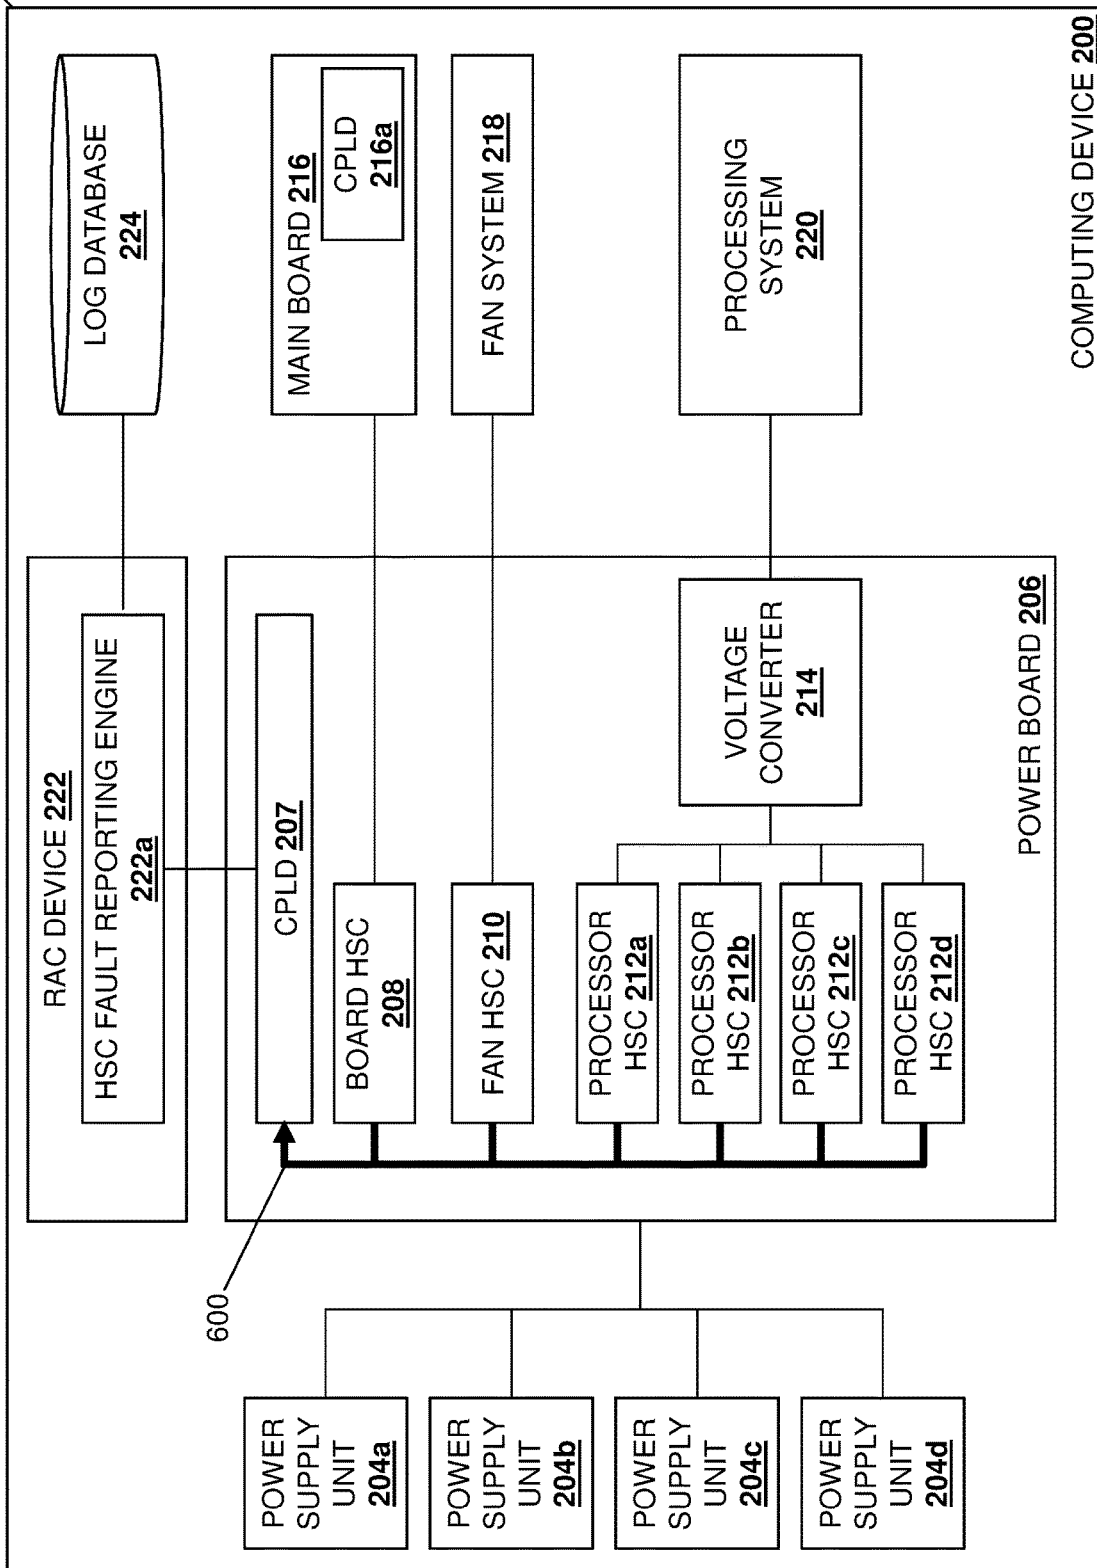 RAC DEVICE 222
HSC FAULT REPORTING ENGINE
222a
LOG DATABASE
224
600
CPLD 207
BOARD HSC
208
MAIN BOARD 216
CPLD
216a
FAN HSC 210
FAN SYSTEM 218
POWER
SUPPLY
UNIT
204a
POWER
SUPPLY
UNIT
204b
POWER
SUPPLY
UNIT
204c
POWER
SUPPLY
UNIT
204d
PROCESSOR
HSC 212a
PROCESSOR
HSC 212b
PROCESSOR
HSC 212c
PROCESSOR
HSC 212d
VOLTAGE
CONVERTER
214
PROCESSING
SYSTEM
220
POWER BOARD 206
COMPUTING DEVICE 200